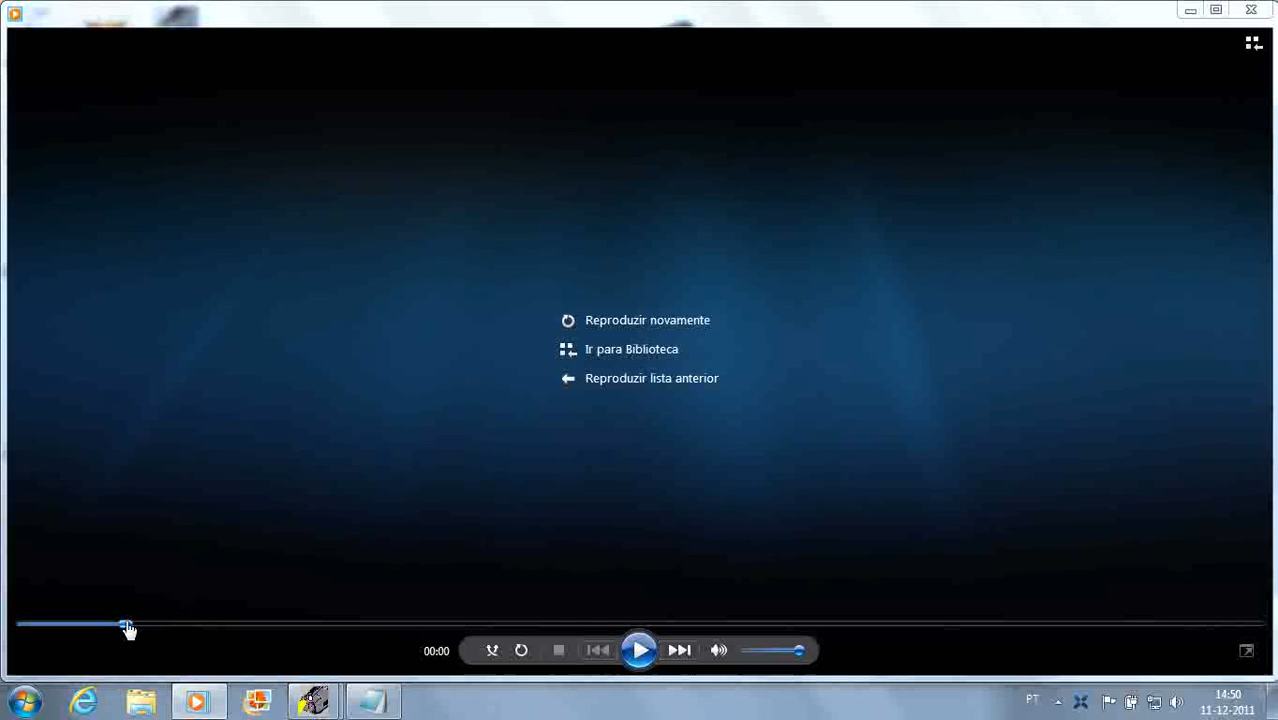 Reproduzir novamente
Ir para Biblioteca
Reproduzir lista anterior
00:00
PT
14:50
11-12-2011